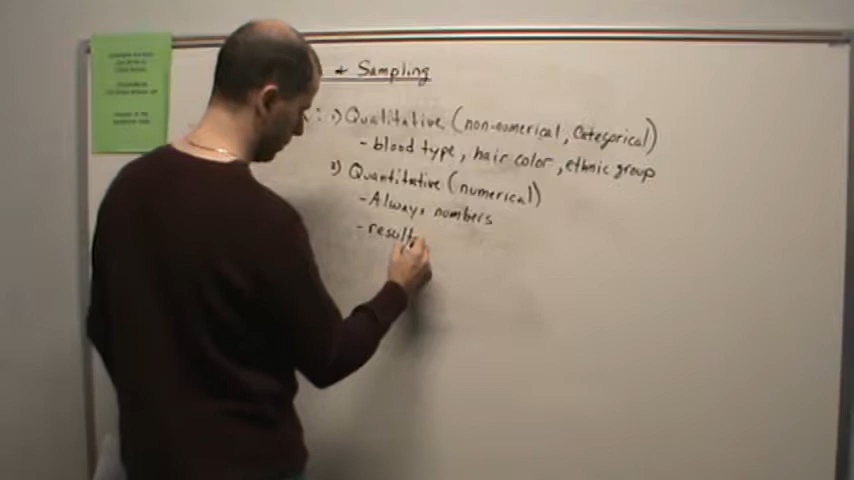 + Sampling
: 1) Qualitative (non-numerical, Categorical)
- blood type, hair color, ethnic group
2) Quantitative (numerical)
- Always numbers
- result